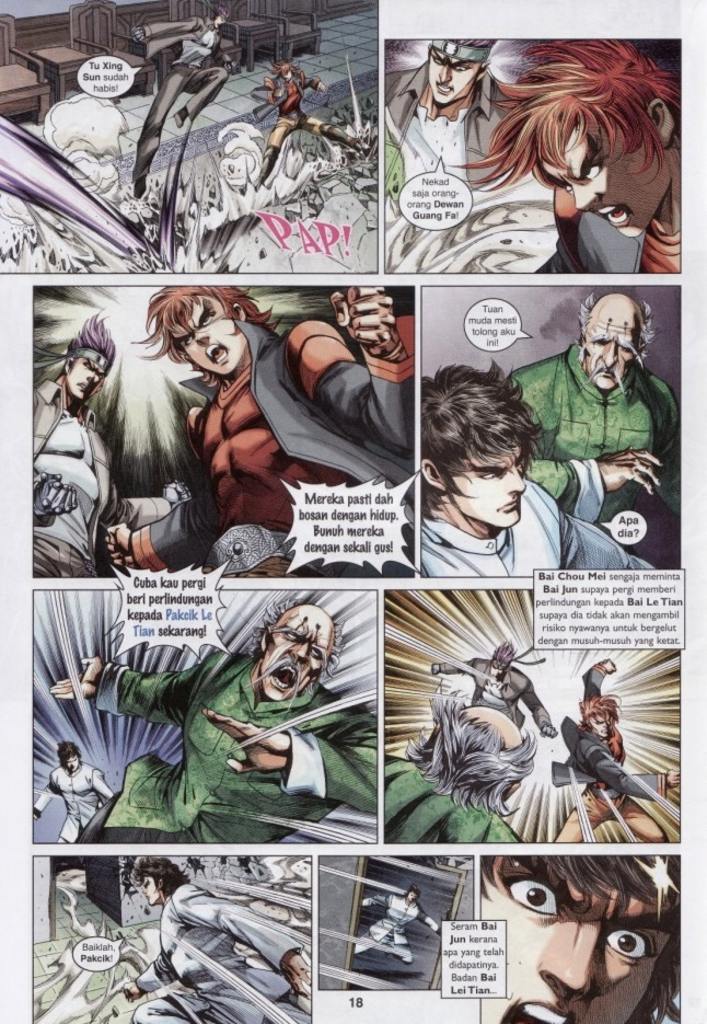 Tu Xing
Sun sudah
habis!
PAP!
Nekad
saja orang-
orang Dewan
Guang Fa!
Mereka pasti dah
bosan dengan hidup.
Bunuh mereka
dengan sekali gus!
Tuan
muda mesti
tolong aku
ini!
Apa
dia?
Cuba kau pergi
beri perlindungan
kepada Pakcik Le
Tian sekarang!
Bai Chou Mei sengaja meminta
Bai Jun supaya pergi memberi
perlindungan kepada Bai Le Tian
supaya dia tidak akan mengambil
risiko nyawanya untuk bergelut
dengan musuh-musuh yang ketat.
Baiklah,
Pakcik!
Seram Bai
Jun kerana
apa yang telah
didapatinya.
Badan Bai
Lei Tian...
18